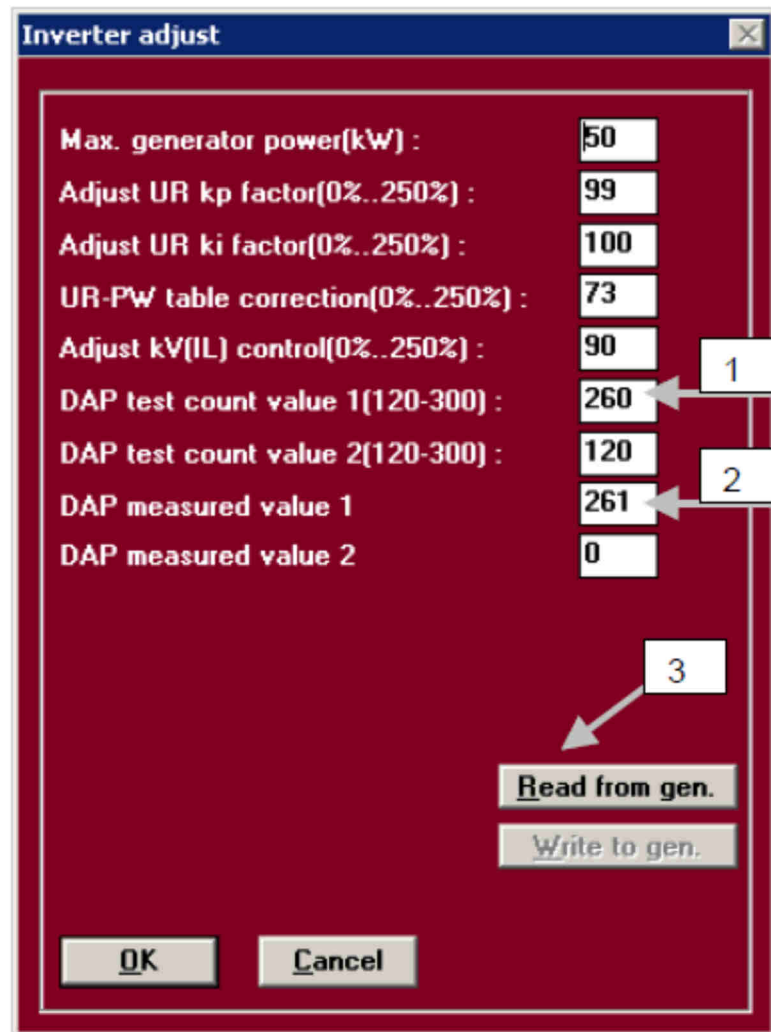 Inverter adjust
Max. generator power(kW) : 50
Adjust UR kp factor(0%..250%) : 99
Adjust UR ki factor(0%..250%) : 100
UR-PW table correction(0%..250%) : 73
Adjust kV(IL) control(0%..250%) : 90
1
DAP test count value 1(120-300) : 260
DAP test count value 2(120-300) : 120
2
DAP measured value 1 261
DAP measured value 2 0
3
Read from gen.
Write to gen.
OK Cancel